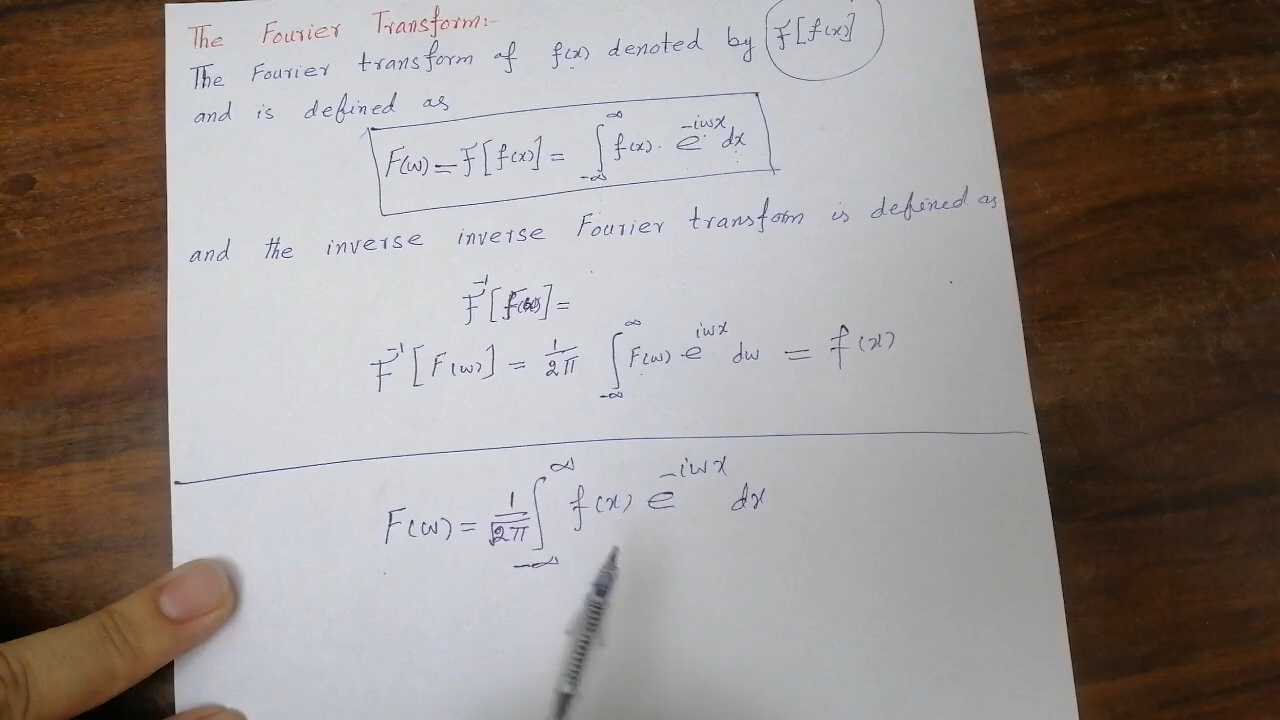 The Fourier Transform:-
The Fourier transform of f(x) denoted by F[f(x)]
and is defined as
F(ω) = F[f(x)] = ∫_{-∞}^{∞} f(x). e^{-iωx} dx
and the inverse inverse Fourier transform is defined as
F^{-1}[F(ω)] =
F^{-1}[F(ω)] = 1/2π ∫_{-∞}^{∞} F(ω) e^{iωx} dω = f(x)
F(ω) = 1/√2π ∫_{-∞}^{∞} f(x) e^{-iωx} dx